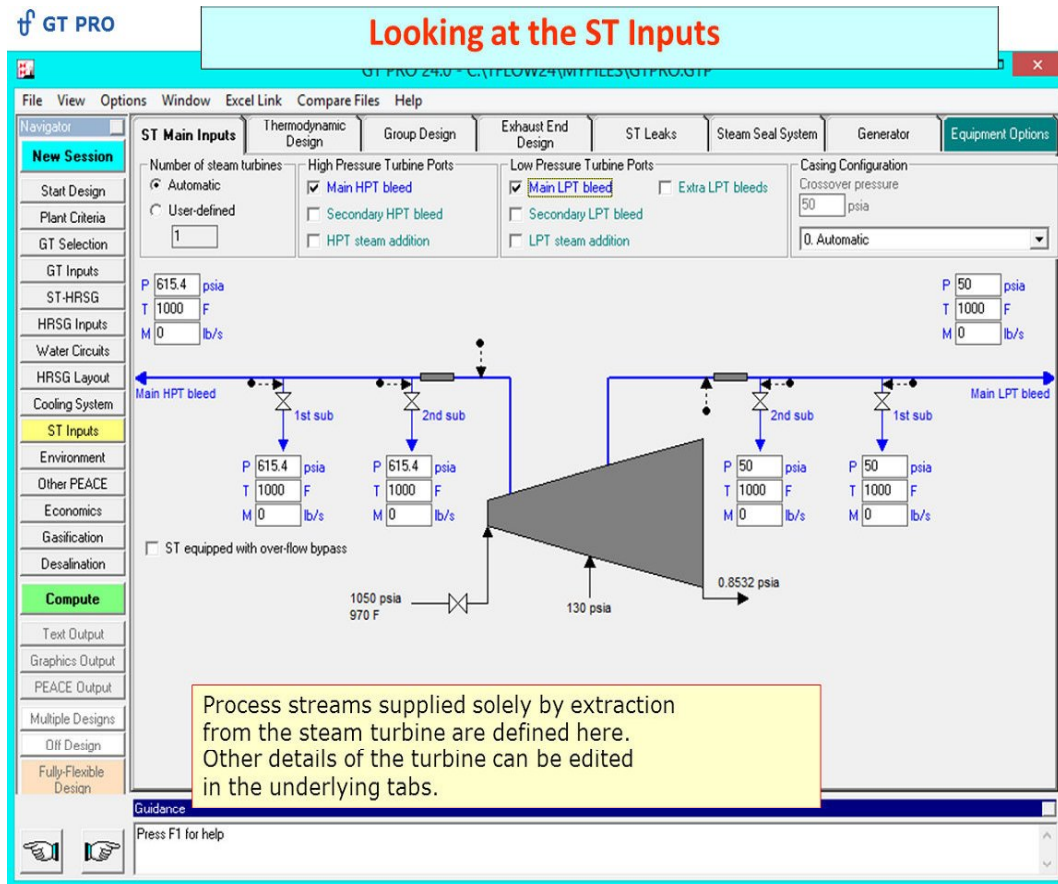 GT PRO
Looking at the ST Inputs
GT PRO 24.0 - C:\TFLOW24\MYFILES\GTPRO.GTP
File View Options Window Excel Link Compare Files Help
Navigator
New Session
Start Design
Plant Criteria
GT Selection
GT Inputs
ST-HRSG
HRSG Inputs
Water Circuits
HRSG Layout
Cooling System
ST Inputs
Environment
Other PEACE
Economics
Gasification
Desalination
Compute
Text Output
Graphics Output
PEACE Output
Multiple Designs
Off Design
Fully-Flexible
Design
ST Main Inputs
Thermodynamic
Design
Group Design
Exhaust End
Design
ST Leaks
Steam Seal System
Generator
Equipment Options
Number of steam turbines
Automatic
User-defined
1
High Pressure Turbine Ports
Main HPT bleed
Secondary HPT bleed
HPT steam addition
Low Pressure Turbine Ports
Main LPT bleed Extra LPT bleeds
Secondary LPT bleed
LPT steam addition
Casing Configuration
Crossover pressure
50 psia
0. Automatic
P 615.4 psia
T 1000 F
M 0 lb/s
P 50 psia
T 1000 F
M 0 lb/s
Main HPT bleed
Main LPT bleed
1st sub
2nd sub
2nd sub
1st sub
P 615.4 psia
T 1000 F
M 0 lb/s
P 615.4 psia
T 1000 F
M 0 lb/s
P 50 psia
T 1000 F
M 0 lb/s
P 50 psia
T 1000 F
M 0 lb/s
ST equipped with over-flow bypass
1050 psia
970 F
130 psia
0.8532 psia
Process streams supplied solely by extraction
from the steam turbine are defined here.
Other details of the turbine can be edited
in the underlying tabs.
Guidance
Press F1 for help